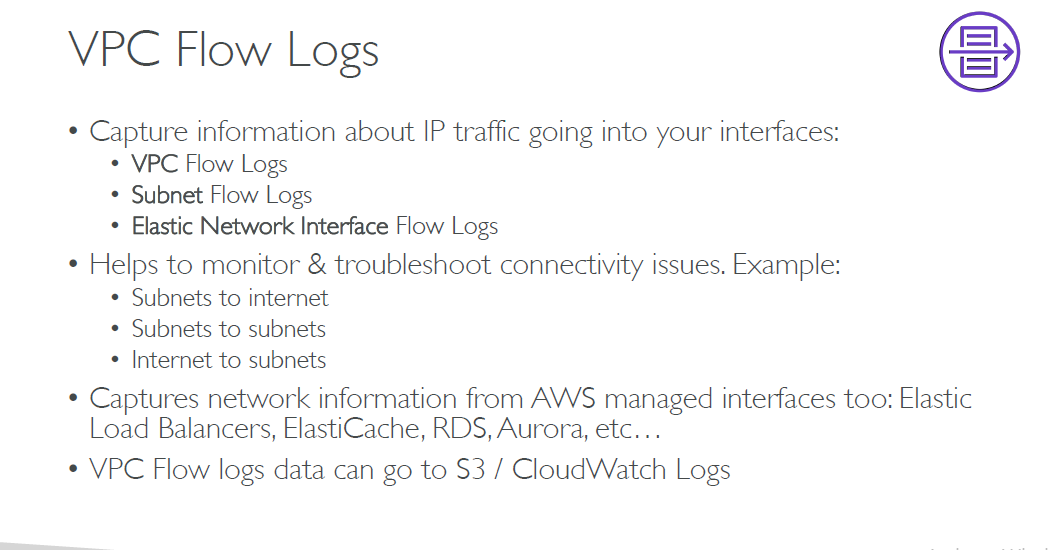 VPC Flow Logs
• Capture information about IP traffic going into your interfaces:
• VPC Flow Logs
• Subnet Flow Logs
• Elastic Network Interface Flow Logs
• Helps to monitor & troubleshoot connectivity issues. Example:
• Subnets to internet
• Subnets to subnets
• Internet to subnets
• Captures network information from AWS managed interfaces too: Elastic
Load Balancers, ElastiCache, RDS, Aurora, etc…
• VPC Flow logs data can go to S3 / CloudWatch Logs